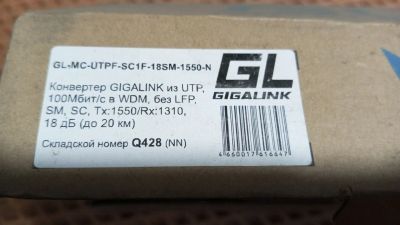 GL-MC-UTPF-SC1F-18SM-1550-N
Конвертер GIGALINK из UTP,
100Мбит/с в WDM, без LFP,
SM, SC, Tx:1550/Rx:1310,
18 дБ (до 20 км)
Складской номер Q428 (NN)
GL
GIGALINK
4660017616647